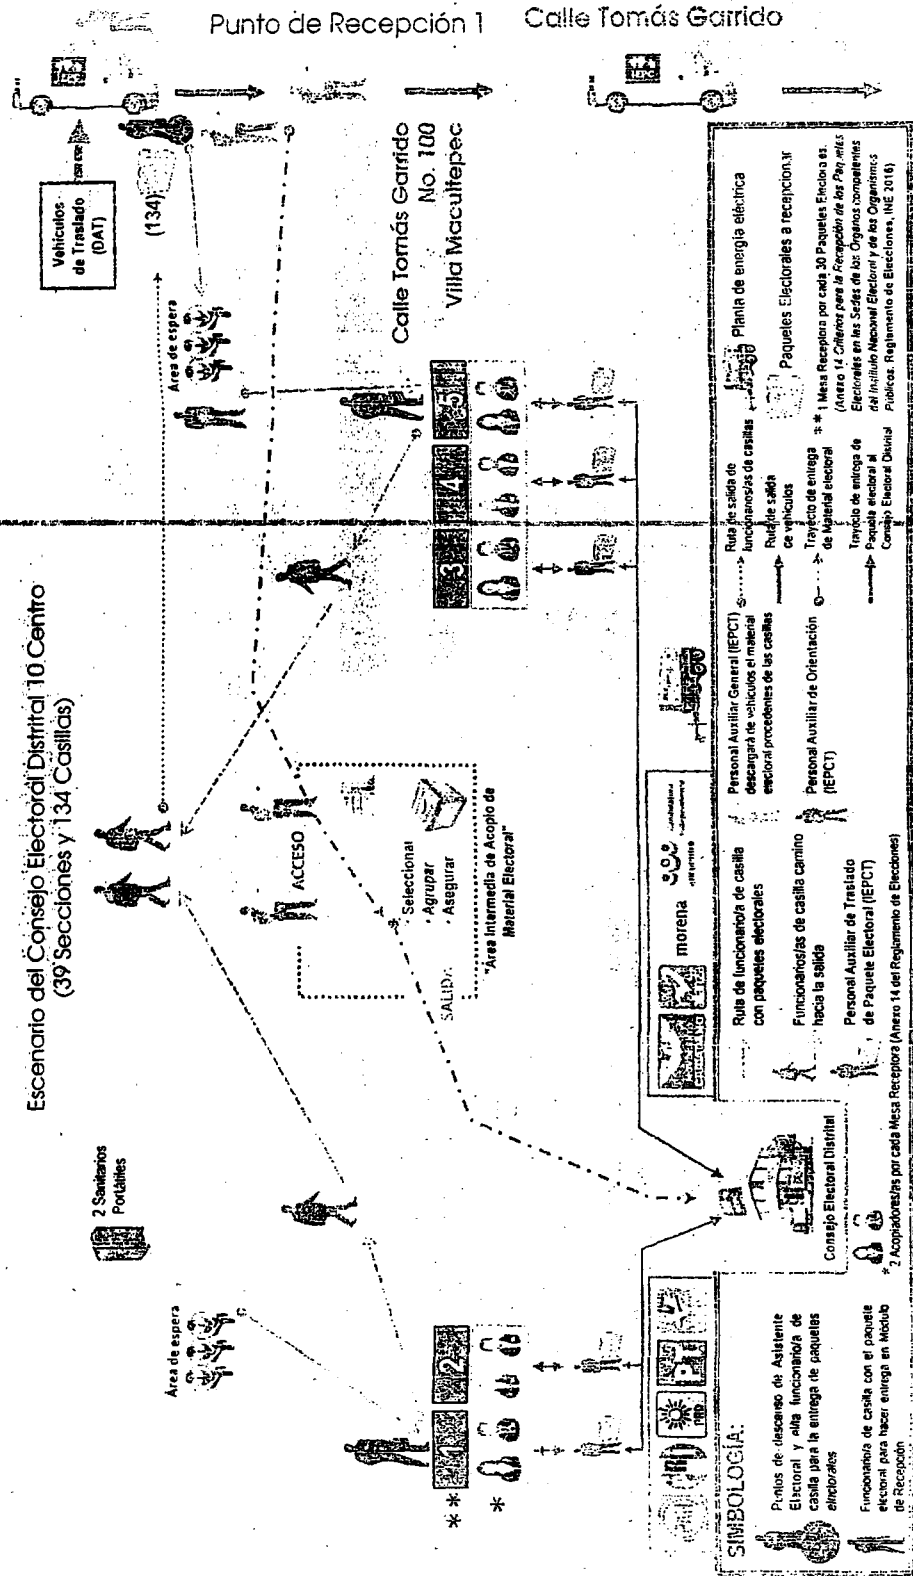 Punto de Recepción 1
Calle Tomás Garrido
Escenario del Consejo Electoral Distrital 10 Centro
(39 Secciones y 134 Casillas)
Vehículos
de Traslado
(DAT)
(134)
Área de espera
Calle Tomás Garrido
No. 100
Villa Macultepec
2 Sanitarios
Portátiles
Área de espera
ACCESO
· Seleccionar
· Agrupar
· Asegurar
SALIDA
"Área Intermedia de Acopio de
Material Electoral"
* *
*
1
2
3
4
5
PRI
PRD
PT
morena
Consejo Electoral Distrital
SIMBOLOGÍA:
Puntos de descenso de Asistente
Electoral y el/la funcionario/a de
casilla para la entrega de paquetes
electorales
Funcionario/a de casilla con el paquete
electoral para hacer entrega en Módulo
de Recepción
* 2 Acopiadores/as por cada Mesa Receptora (Anexo 14 del Reglamento de Elecciones)
Ruta de funcionario/a de casilla
con paquetes electorales
Funcionarios/as de casilla camino
hacia la salida
Personal Auxiliar de Traslado
de Paquete Electoral (IEPCT)
Personal Auxiliar General (IEPCT)
descargará de vehículos el material
electoral procedentes de las casillas
Personal Auxiliar de Orientación
(IEPCT)
Ruta de salida de
funcionarios/as de casillas
Ruta de salida
de vehículos
Trayecto de entrega
de Material electoral
Trayecto de entrega de
Paquete electoral al
Consejo Electoral Distrital
Planta de energía eléctrica
Paquetes Electorales a recepcionar
* * 1 Mesa Receptora por cada 30 Paquetes Electorales.
(Anexo 14 Criterios para la Recepción de los Paquetes
Electorales en las Sedes de los Órganos competentes
del Instituto Nacional Electoral y de los Organismos
Públicos. Reglamento de Elecciones, INE 2016)